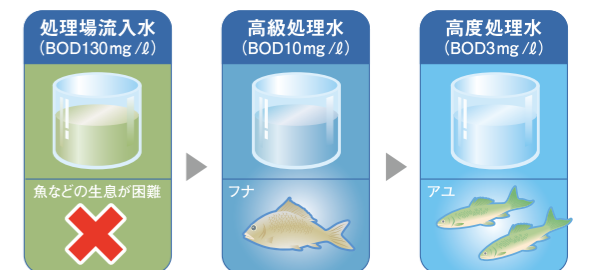 処理場流入水
(BOD130mg/ℓ)
魚などの生息が困難
高級処理水
(BOD10mg/ℓ)
フナ
高度処理水
(BOD3mg/ℓ)
アユ